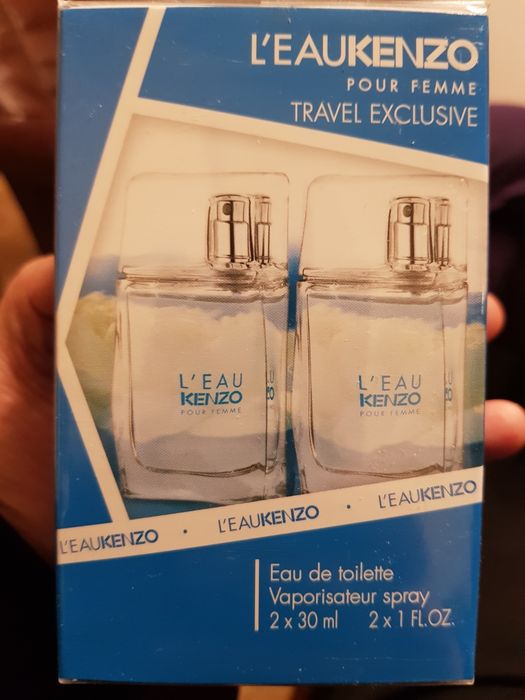 L'EAUKENZO
POUR FEMME
TRAVEL EXCLUSIVE
L'EAU
KENZO
POUR FEMME
L'EAU
KENZO
POUR FEMME
L'EAUKENZO • L'EAUKENZO • L'EAUKENZO
Eau de toilette
Vaporisateur spray
2 x 30 ml 2 x 1 FL.OZ.